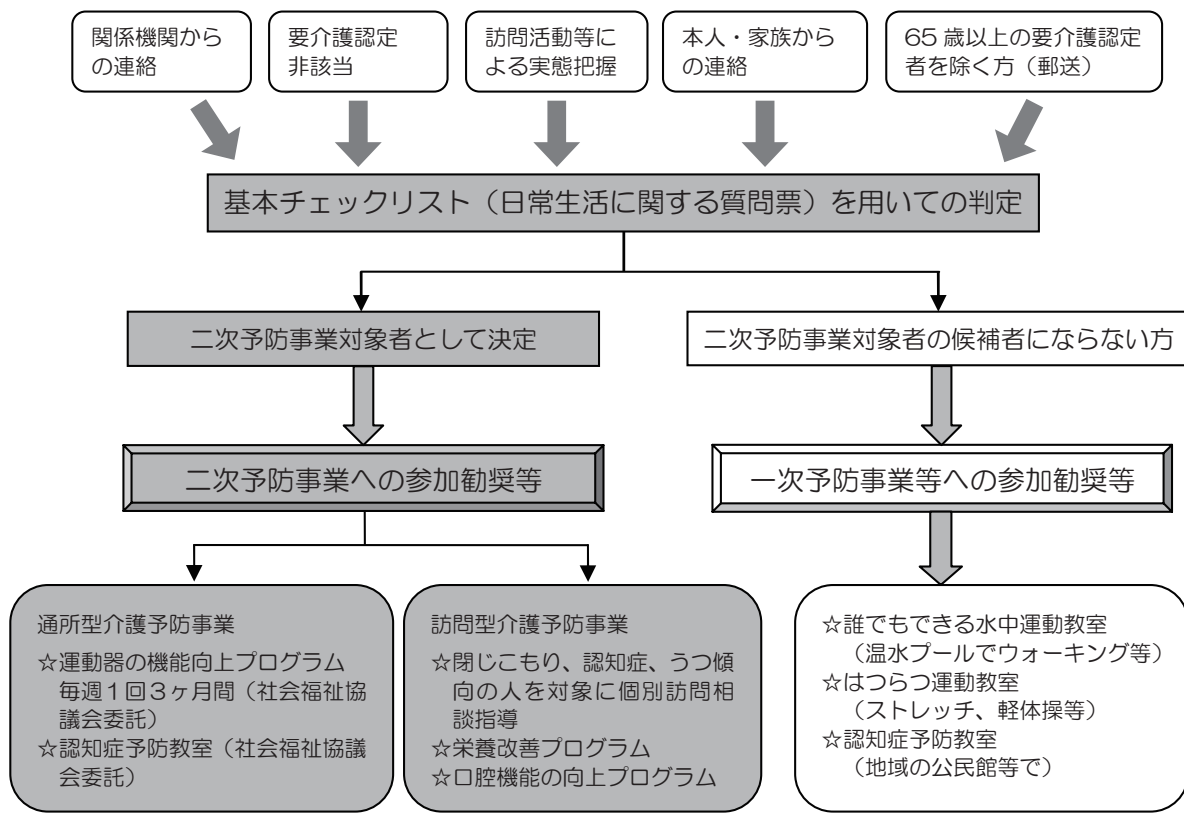 関係機関から
の連絡
要介護認定
非該当
訪問活動等に
よる実態把握
本人・家族から
の連絡
65歳以上の要介護認定
者を除く方（郵送）
基本チェックリスト（日常生活に関する質問票）を用いての判定
二次予防事業対象者として決定
二次予防事業対象者の候補者にならない方
二次予防事業への参加勧奨等
一次予防事業等への参加勧奨等
通所型介護予防事業
☆運動器の機能向上プログラム
毎週１回３ヶ月間（社会福祉協
議会委託）
☆認知症予防教室（社会福祉協議
会委託）
訪問型介護予防事業
☆閉じこもり、認知症、うつ傾
向の人を対象に個別訪問相
談指導
☆栄養改善プログラム
☆口腔機能の向上プログラム
☆誰でもできる水中運動教室
（温水プールでウォーキング等）
☆はつらつ運動教室
（ストレッチ、軽体操等）
☆認知症予防教室
（地域の公民館等で）